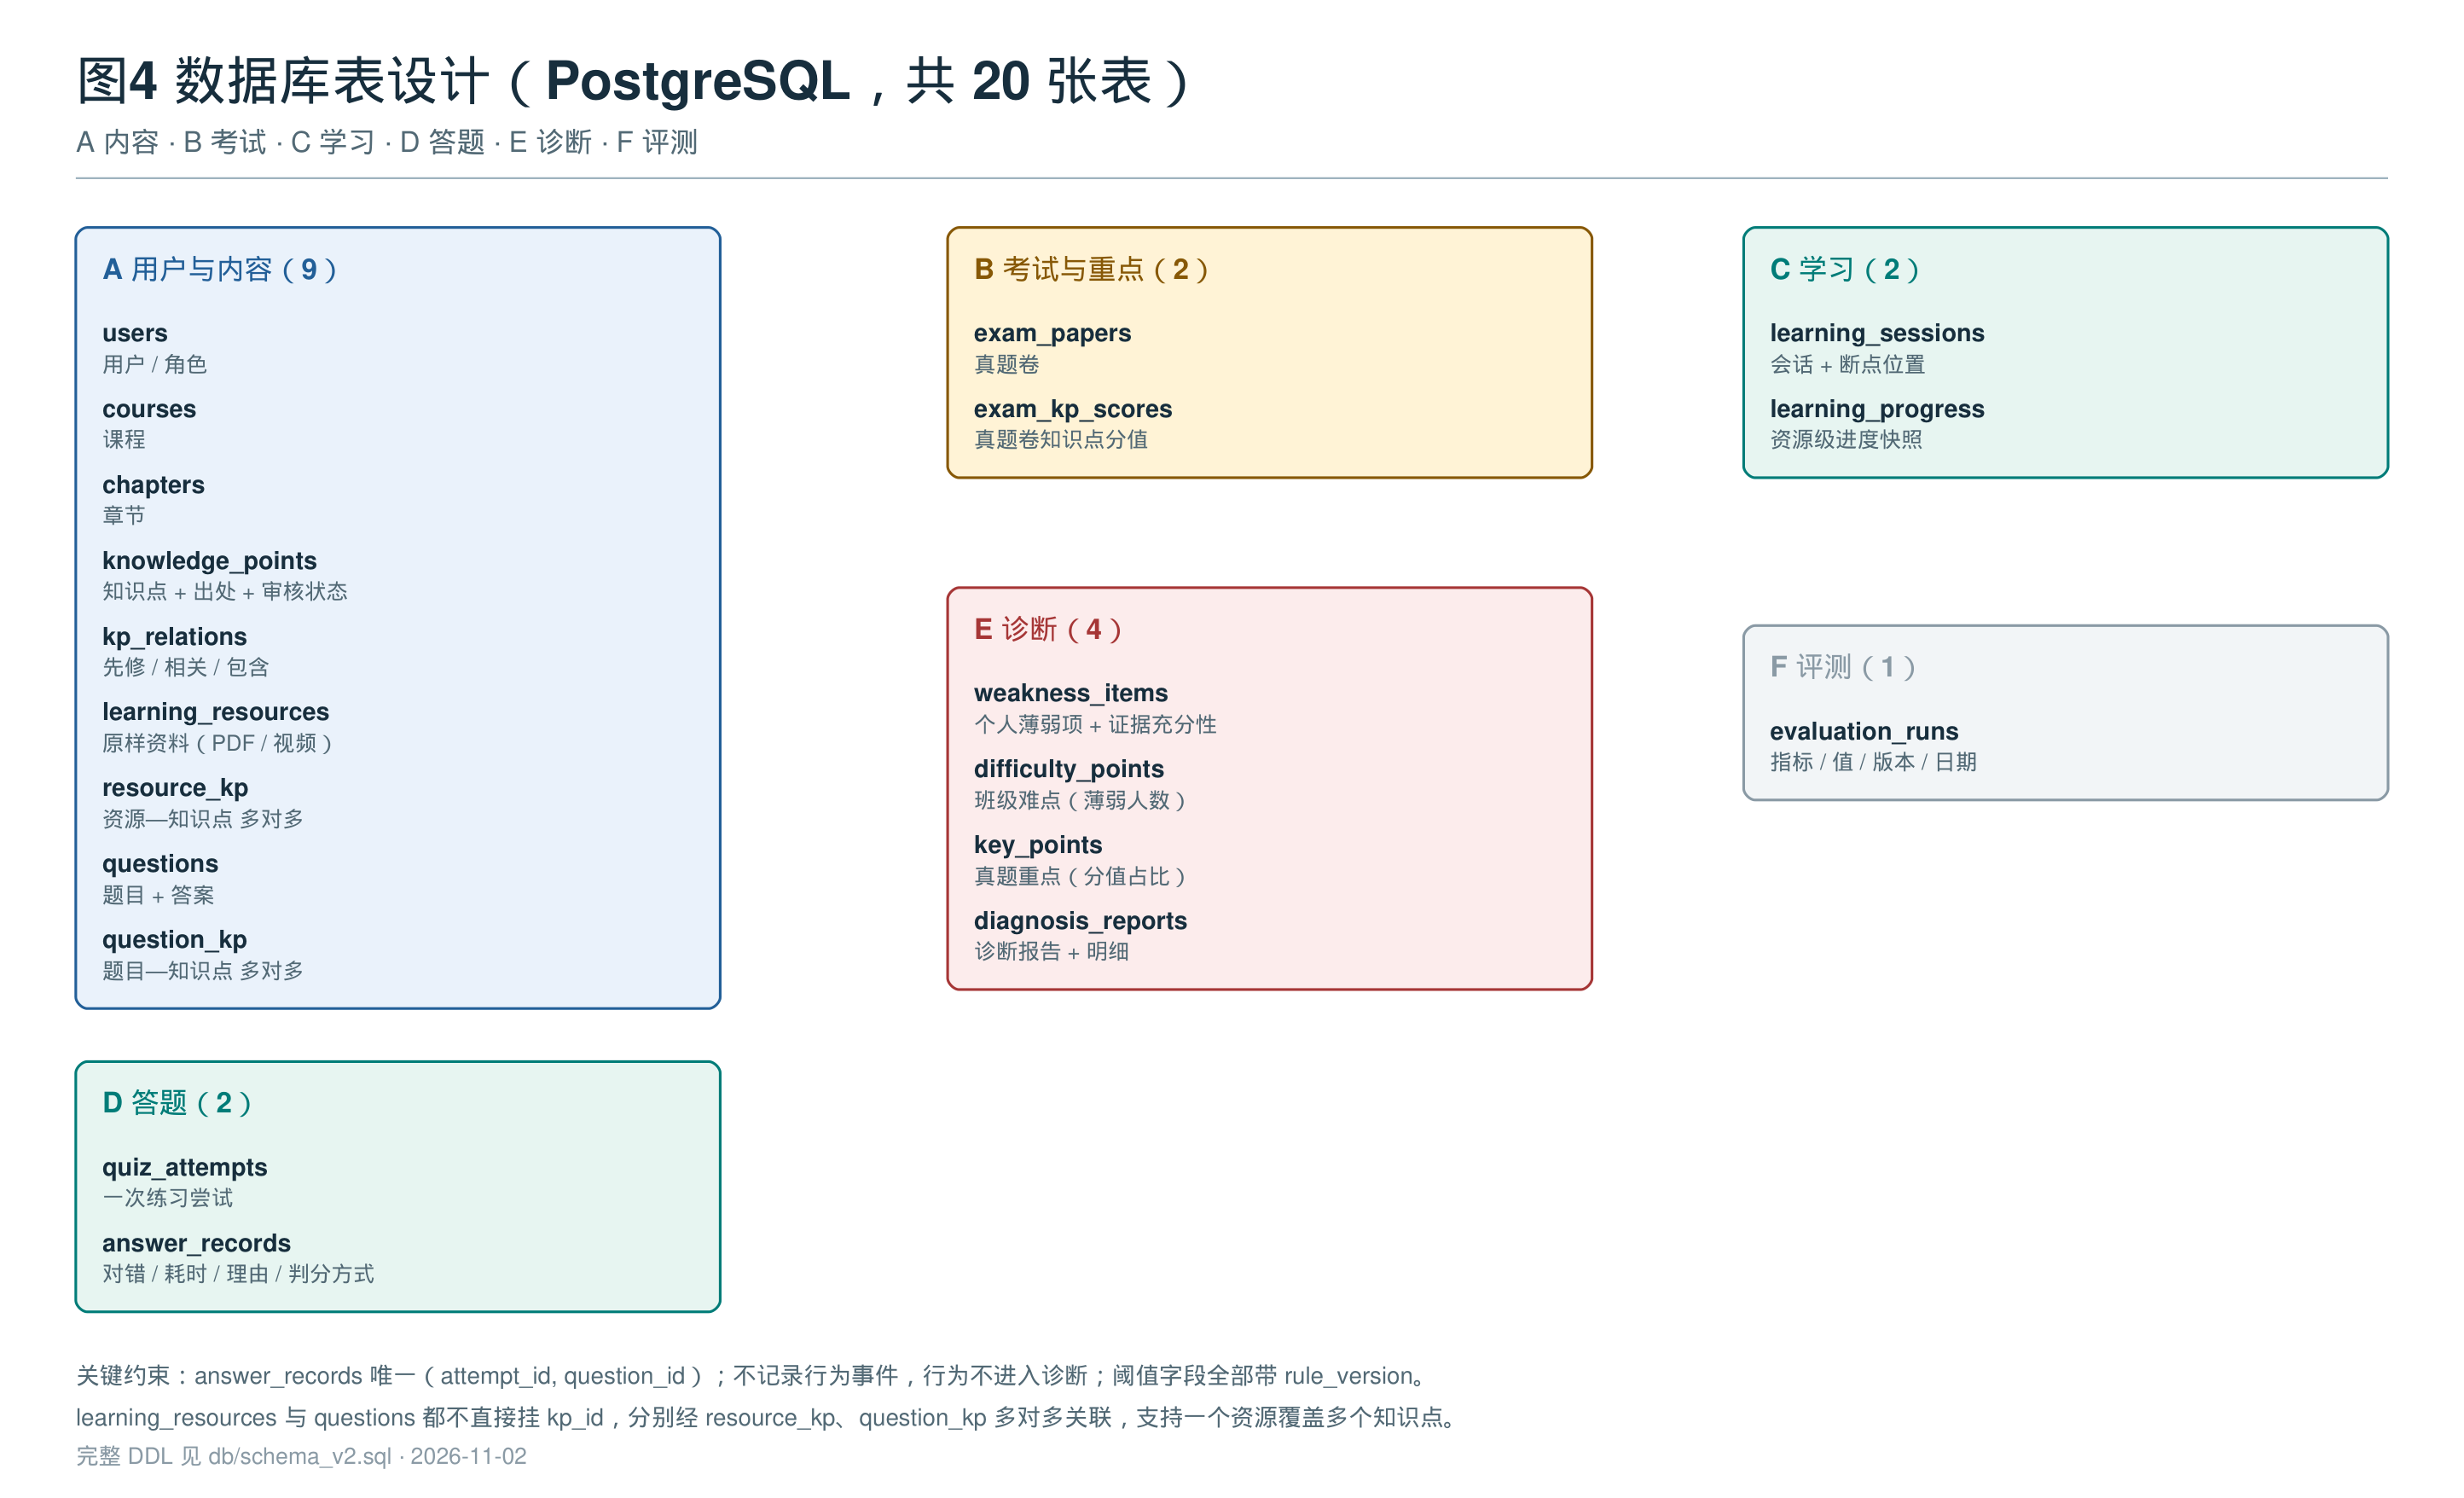 图4 数据库表设计（PostgreSQL，共 20 张表）
A 内容 · B 考试 · C 学习 · D 答题 · E 诊断 · F 评测
A 用户与内容（9）
users
用户 / 角色
courses
课程
chapters
章节
knowledge_points
知识点 + 出处 + 审核状态
kp_relations
先修 / 相关 / 包含
learning_resources
原样资料（PDF / 视频）
resource_kp
资源—知识点 多对多
questions
题目 + 答案
question_kp
题目—知识点 多对多
B 考试与重点（2）
exam_papers
真题卷
exam_kp_scores
真题卷知识点分值
C 学习（2）
learning_sessions
会话 + 断点位置
learning_progress
资源级进度快照
E 诊断（4）
weakness_items
个人薄弱项 + 证据充分性
difficulty_points
班级难点（薄弱人数）
key_points
真题重点（分值占比）
diagnosis_reports
诊断报告 + 明细
F 评测（1）
evaluation_runs
指标 / 值 / 版本 / 日期
D 答题（2）
quiz_attempts
一次练习尝试
answer_records
对错 / 耗时 / 理由 / 判分方式
关键约束：answer_records 唯一（attempt_id, question_id）；不记录行为事件，行为不进入诊断；阈值字段全部带 rule_version。
learning_resources 与 questions 都不直接挂 kp_id，分别经 resource_kp、question_kp 多对多关联，支持一个资源覆盖多个知识点。
完整 DDL 见 db/schema_v2.sql · 2026-11-02